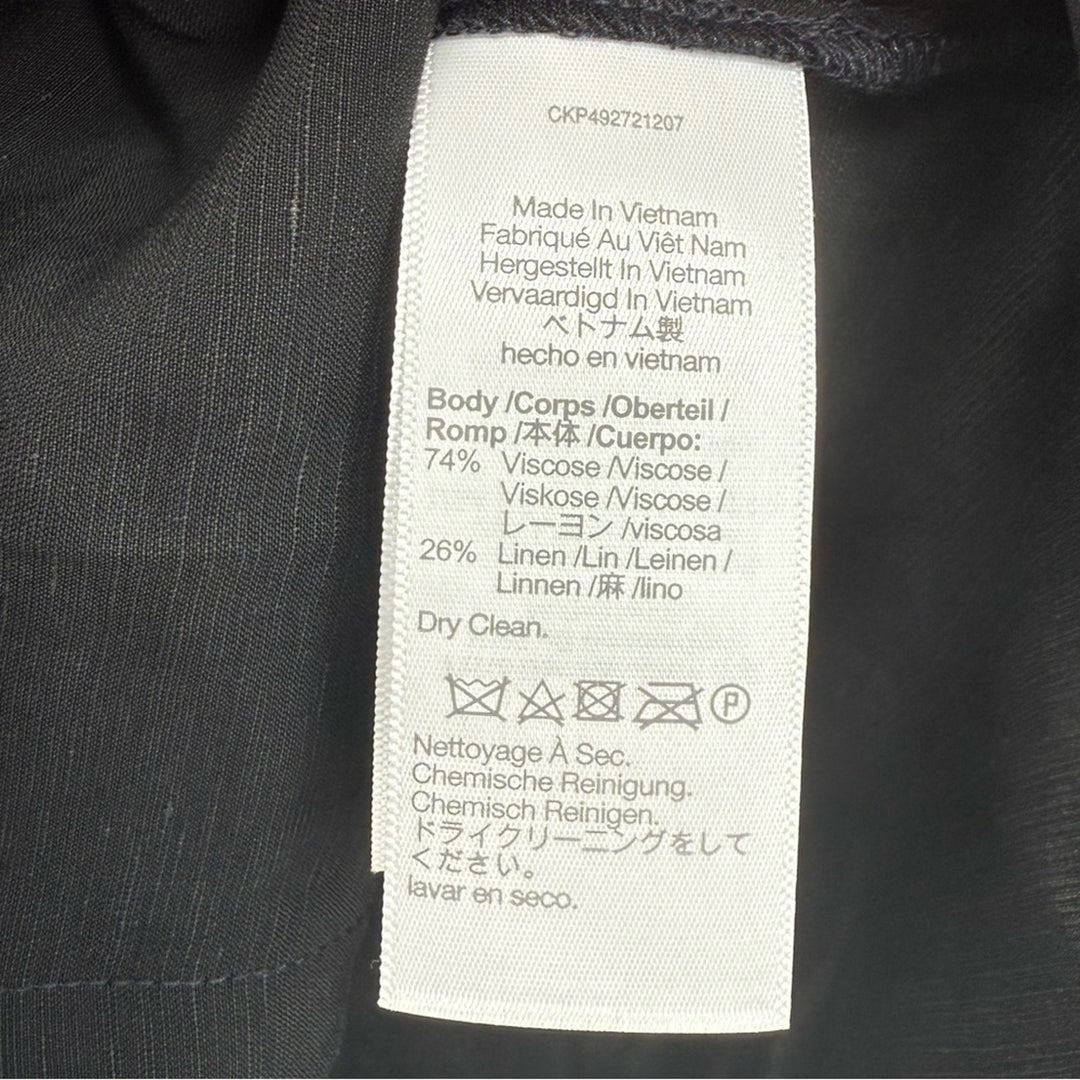 CKP492721207
Made In Vietnam
Fabriqué Au Viêt Nam
Hergestellt In Vietnam
Vervaardigd In Vietnam
ベトナム製
hecho en vietnam
Body /Corps /Oberteil /
Romp /本体 /Cuerpo:
74% Viscose /Viscose /
Viskose /Viscose /
レーヨン /viscosa
26% Linen /Lin /Leinen /
Linnen /麻 /lino
Dry Clean.
P
Nettoyage À Sec.
Chemische Reinigung.
Chemisch Reinigen.
ドライクリーニングをして
ください。
lavar en seco.